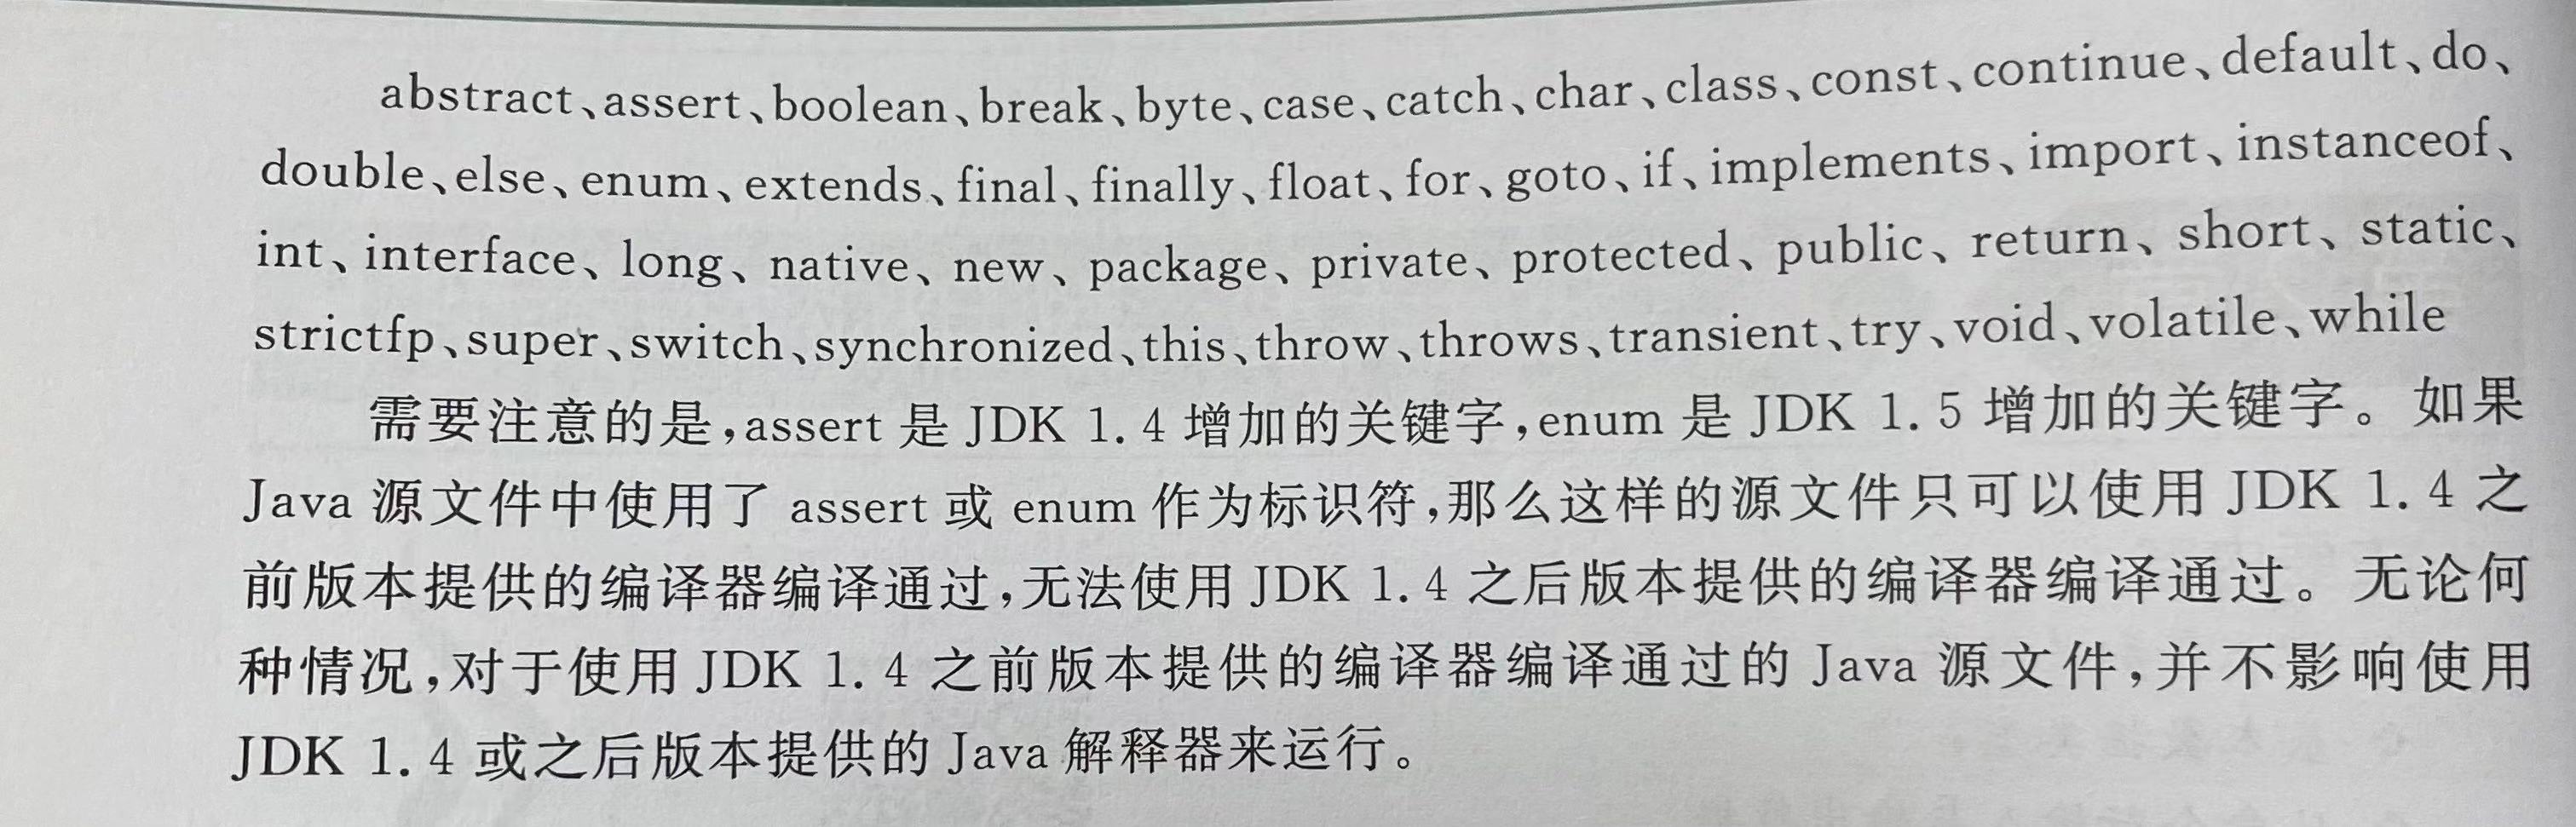 abstract、assert、boolean、break、byte、case、catch、char、class、const、continue、default、do、
double、else、enum、extends、final、finally、float、for、goto、if、implements、import、instanceof、
int、interface、long、native、new、package、private、protected、public、return、short、static、
strictfp、super、switch、synchronized、this、throw、throws、transient、try、void、volatile、while
需要注意的是,assert 是 JDK 1.4 增加的关键字,enum 是 JDK 1.5 增加的关键字。如果
Java 源文件中使用了 assert 或 enum 作为标识符,那么这样的源文件只可以使用 JDK 1.4 之
前版本提供的编译器编译通过,无法使用 JDK 1.4 之后版本提供的编译器编译通过。无论何
种情况,对于使用 JDK 1.4 之前版本提供的编译器编译通过的 Java 源文件,并不影响使用
JDK 1.4 或之后版本提供的 Java 解释器来运行。